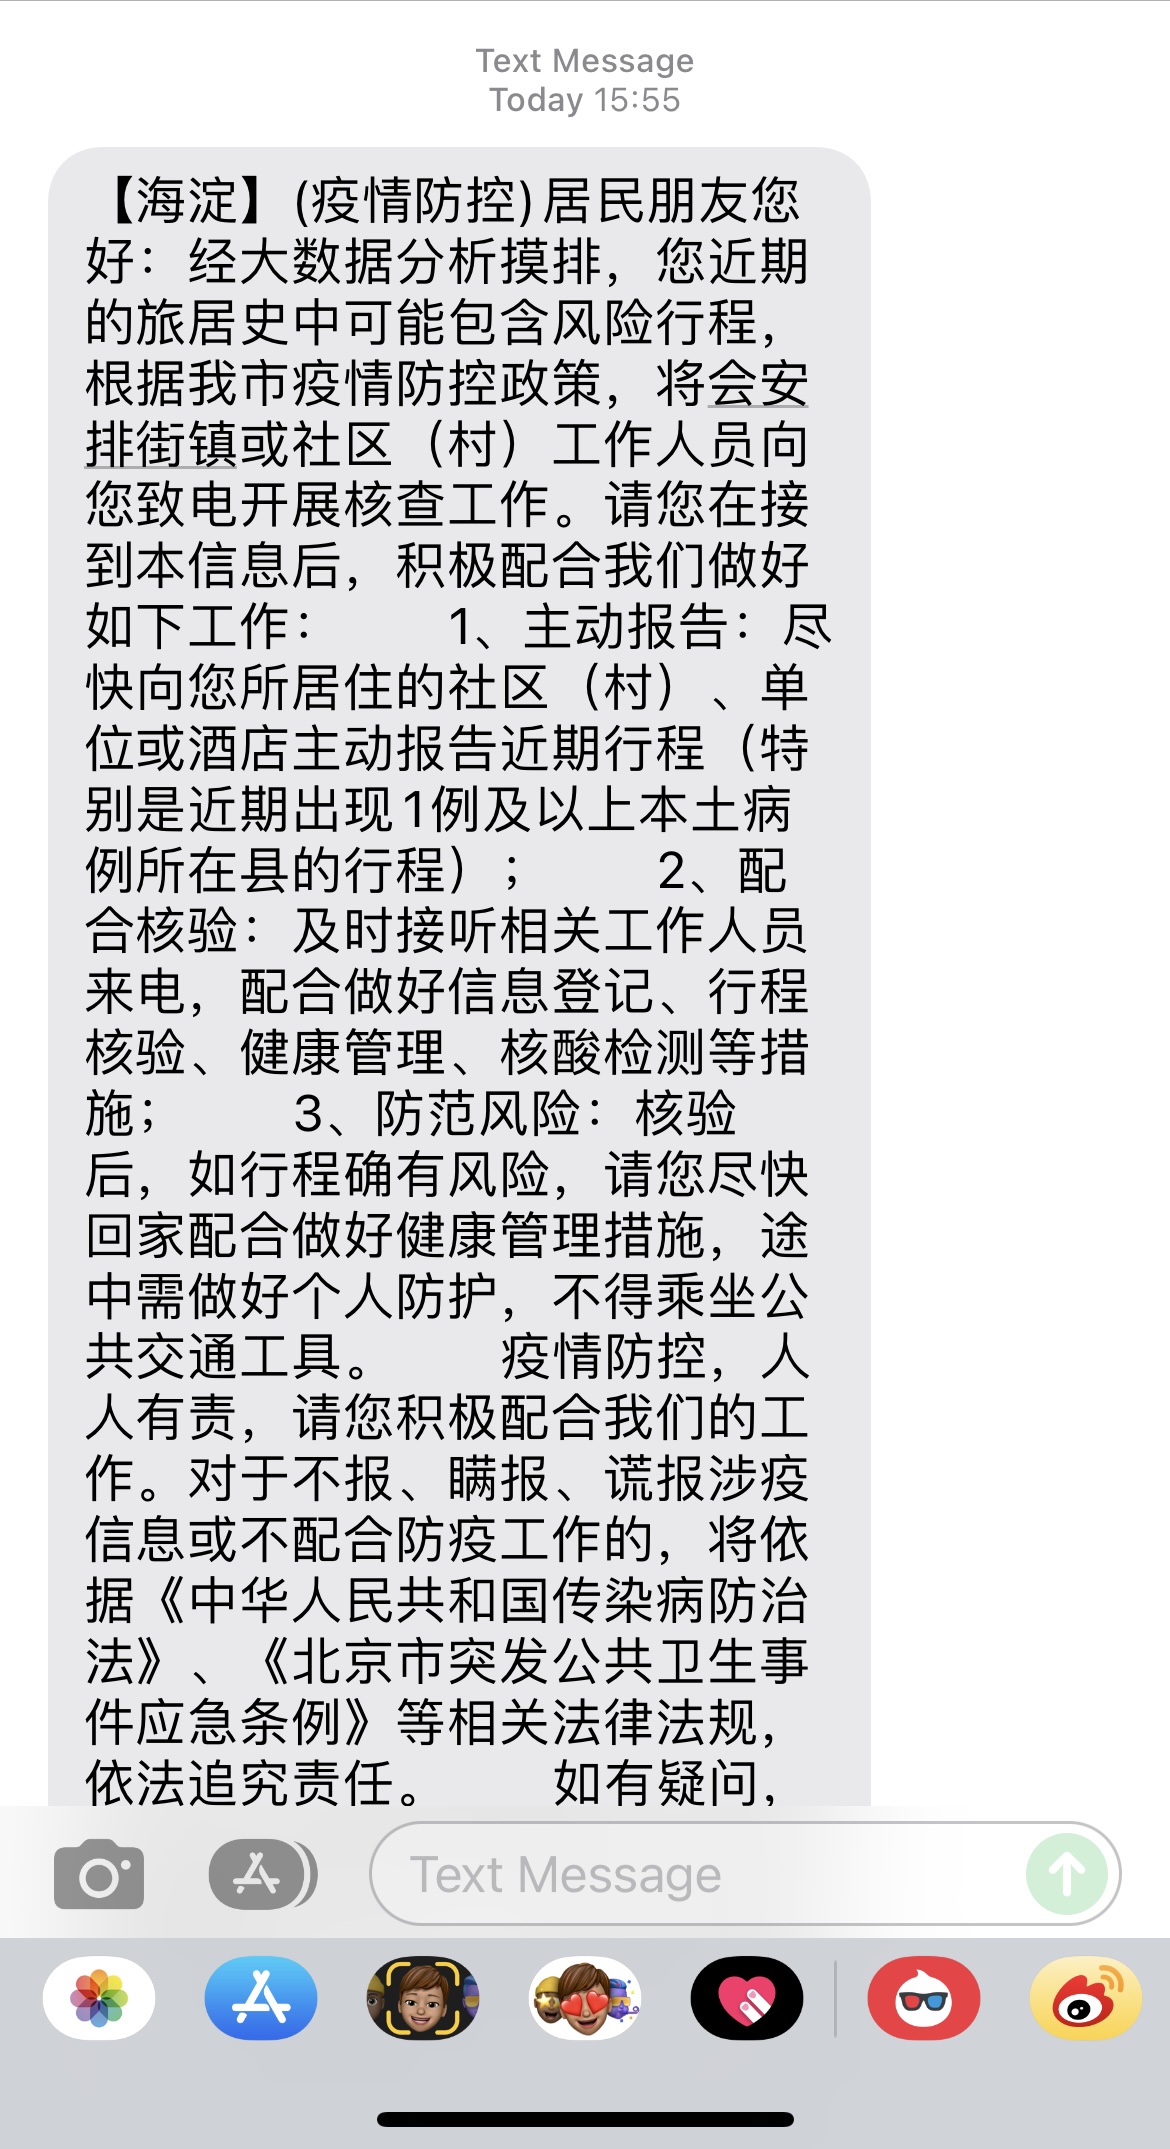 Text Message
Today 15:55
【海淀】(疫情防控)居民朋友您
好：经大数据分析摸排，您近期
的旅居史中可能包含风险行程，
根据我市疫情防控政策，将会安
排街镇或社区（村）工作人员向
您致电开展核查工作。请您在接
到本信息后，积极配合我们做好
如下工作： 1、主动报告：尽
快向您所居住的社区（村）、单
位或酒店主动报告近期行程（特
别是近期出现1例及以上本土病
例所在县的行程）； 2、配
合核验：及时接听相关工作人员
来电，配合做好信息登记、行程
核验、健康管理、核酸检测等措
施； 3、防范风险：核验
后，如行程确有风险，请您尽快
回家配合做好健康管理措施，途
中需做好个人防护，不得乘坐公
共交通工具。 疫情防控，人
人有责，请您积极配合我们的工
作。对于不报、瞒报、谎报涉疫
信息或不配合防疫工作的，将依
据《中华人民共和国传染病防治
法》、《北京市突发公共卫生事
件应急条例》等相关法律法规，
依法追究责任。 如有疑问，
Text Message